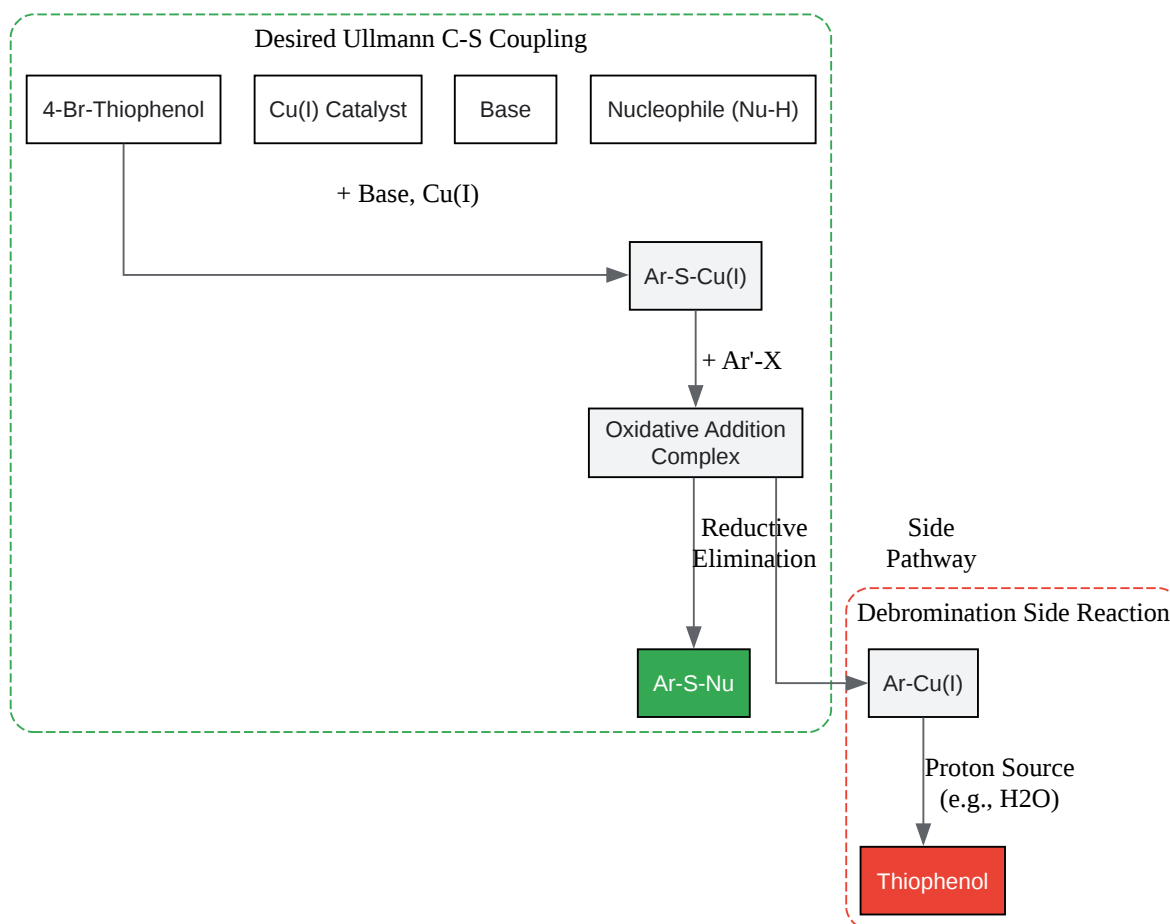 Desired Ullmann C-S Coupling
4-Br-Thiophenol
Cu(I) Catalyst
Base
Nucleophile (Nu-H)
+ Base, Cu(I)
Ar-S-Cu(I)
+ Ar'-X
Oxidative Addition
Complex
Reductive
Elimination
Side
Pathway
Debromination Side Reaction
Ar-S-Nu
Ar-Cu(I)
Proton Source
(e.g., H2O)
Thiophenol